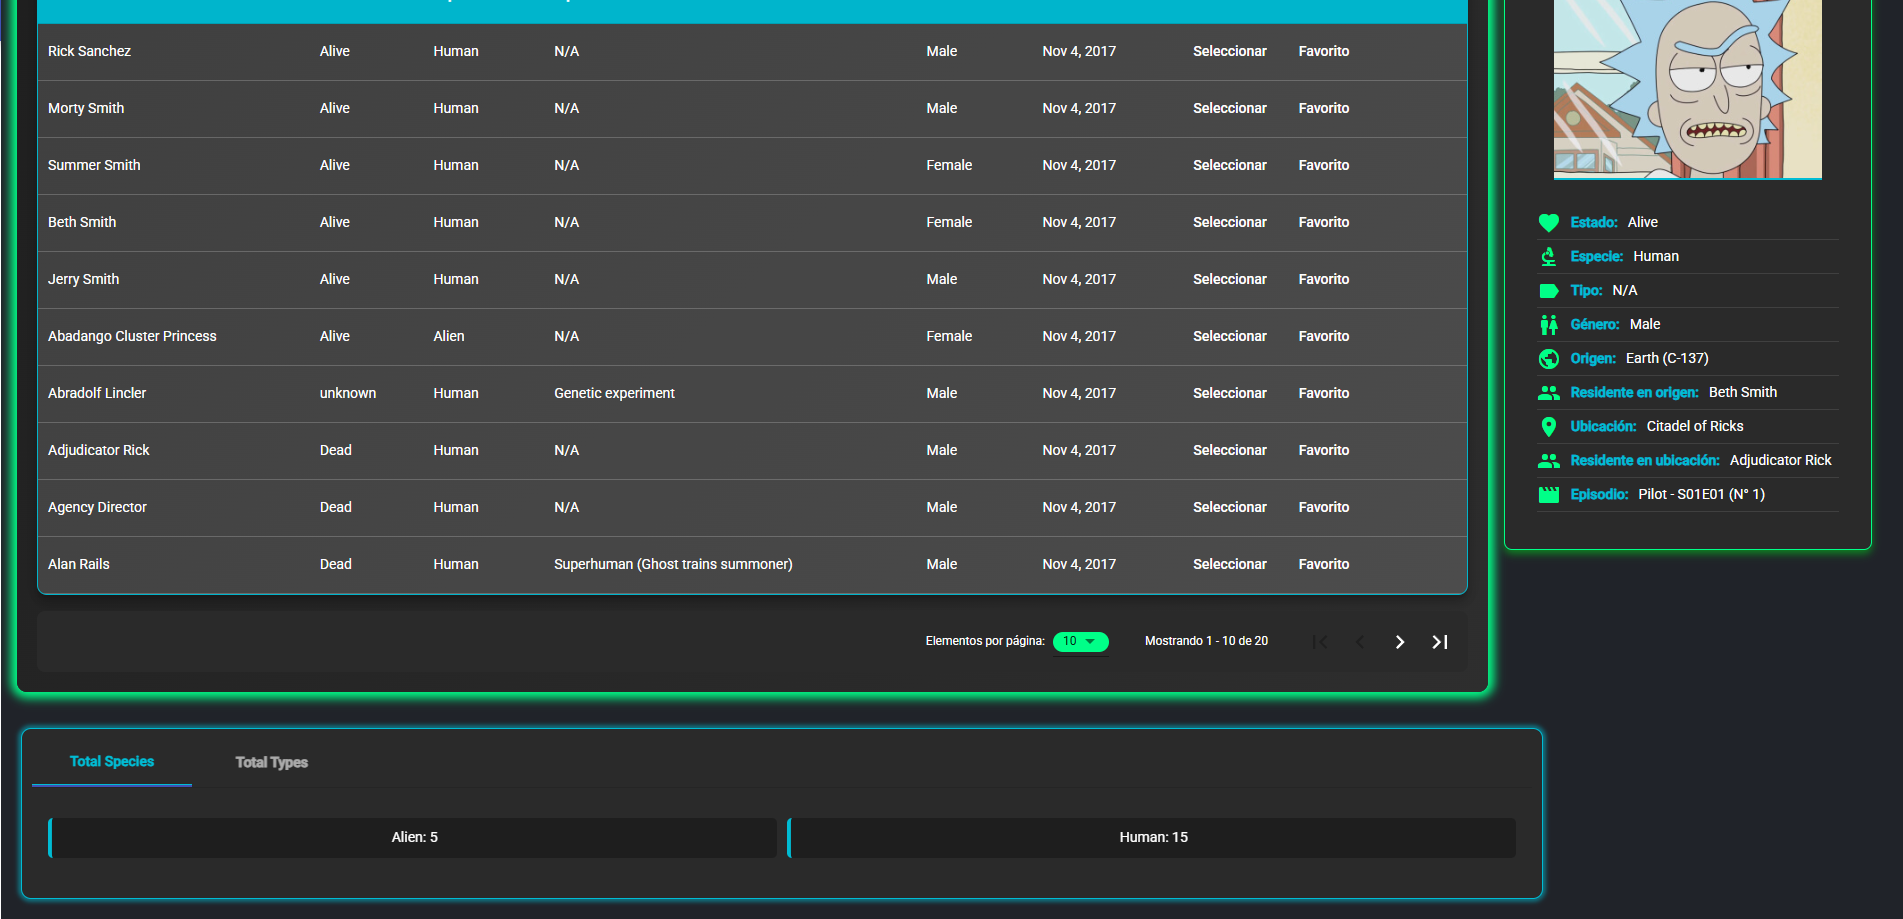 Rick Sanchez Alive Human N/A Male Nov 4, 2017 Seleccionar Favorito
Morty Smith Alive Human N/A Male Nov 4, 2017 Seleccionar Favorito
Summer Smith Alive Human N/A Female Nov 4, 2017 Seleccionar Favorito
Beth Smith Alive Human N/A Female Nov 4, 2017 Seleccionar Favorito
Jerry Smith Alive Human N/A Male Nov 4, 2017 Seleccionar Favorito
Abadango Cluster Princess Alive Alien N/A Female Nov 4, 2017 Seleccionar Favorito
Abradolf Lincler unknown Human Genetic experiment Male Nov 4, 2017 Seleccionar Favorito
Adjudicator Rick Dead Human N/A Male Nov 4, 2017 Seleccionar Favorito
Agency Director Dead Human N/A Male Nov 4, 2017 Seleccionar Favorito
Alan Rails Dead Human Superhuman (Ghost trains summoner) Male Nov 4, 2017 Seleccionar Favorito
Elementos por página: 10 Mostrando 1 - 10 de 20
Estado: Alive
Especie: Human
Tipo: N/A
Género: Male
Origen: Earth (C-137)
Residente en origen: Beth Smith
Ubicación: Citadel of Ricks
Residente en ubicación: Adjudicator Rick
Episodio: Pilot - S01E01 (N° 1)
Total Species Total Types
Alien: 5 Human: 15